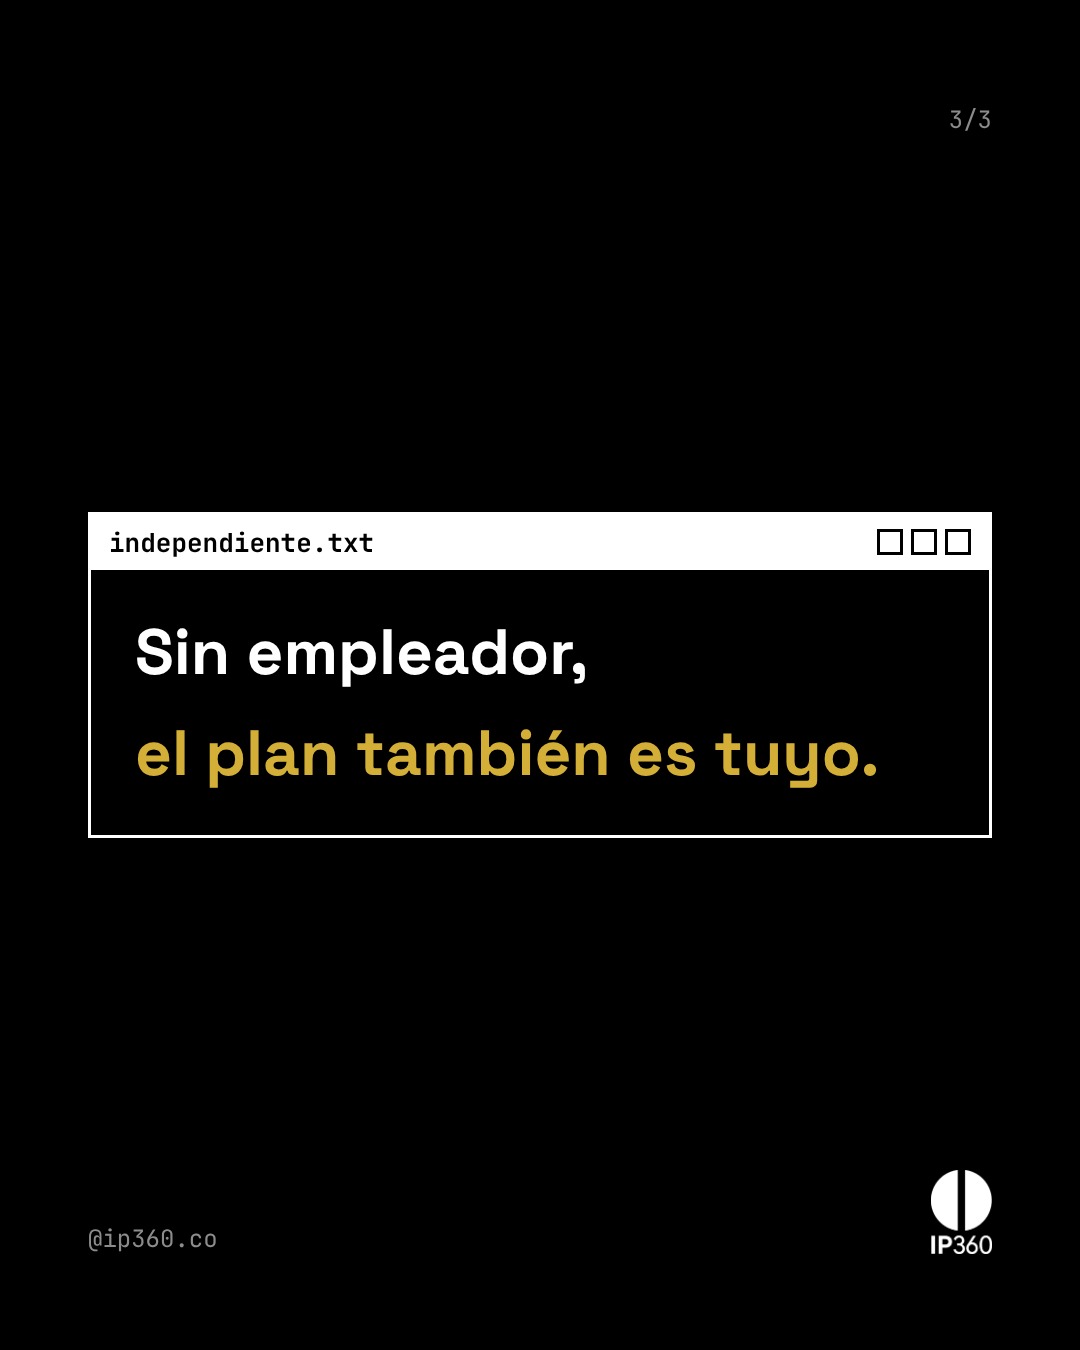 3/3
independiente.txt
Sin empleador,
el plan también es tuyo.
@ip360.co
IP360